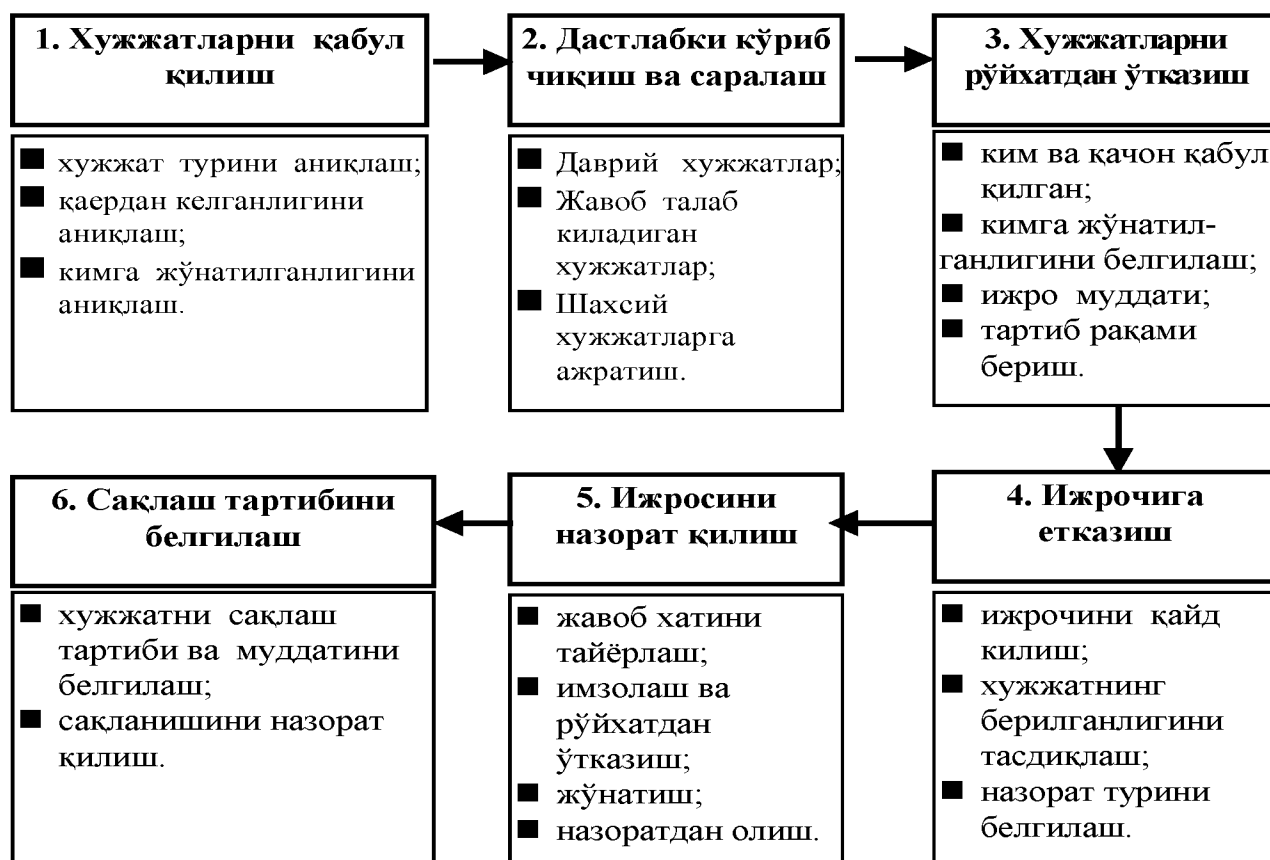 1. Хужжатларни қабул
қилиш
■ хужжат турини аниқлаш;
■ қаердан келганлигини
аниқлаш;
■ кимга жўнатилганлигини
аниқлаш.
2. Дастлабки кўриб
чиқиш ва саралаш
■ Даврий хужжатлар;
■ Жавоб талаб
киладиган
хужжатлар;
■ Шахсий
хужжатларга
ажратиш.
3. Хужжатларни
рўйхатдан ўтказиш
■ ким ва қачон қабул
қилган;
■ кимга жўнатил-
ганлигини белгилаш;
■ ижро муддати;
■ тартиб рақами
бериш.
4. Ижрочига
етказиш
■ ижрочини қайд
килиш;
■ хужжатнинг
берилганлигини
тасдиқлаш;
■ назорат турини
белгилаш.
5. Ижросини
назорат қилиш
■ жавоб хатини
тайёрлаш;
■ имзолаш ва
рўйхатдан
ўтказиш;
■ жўнатиш;
■ назоратдан олиш.
6. Сақлаш тартибини
белгилаш
■ хужжатни сақлаш
тартиби ва муддатини
белгилаш;
■ сақланишини назорат
қилиш.